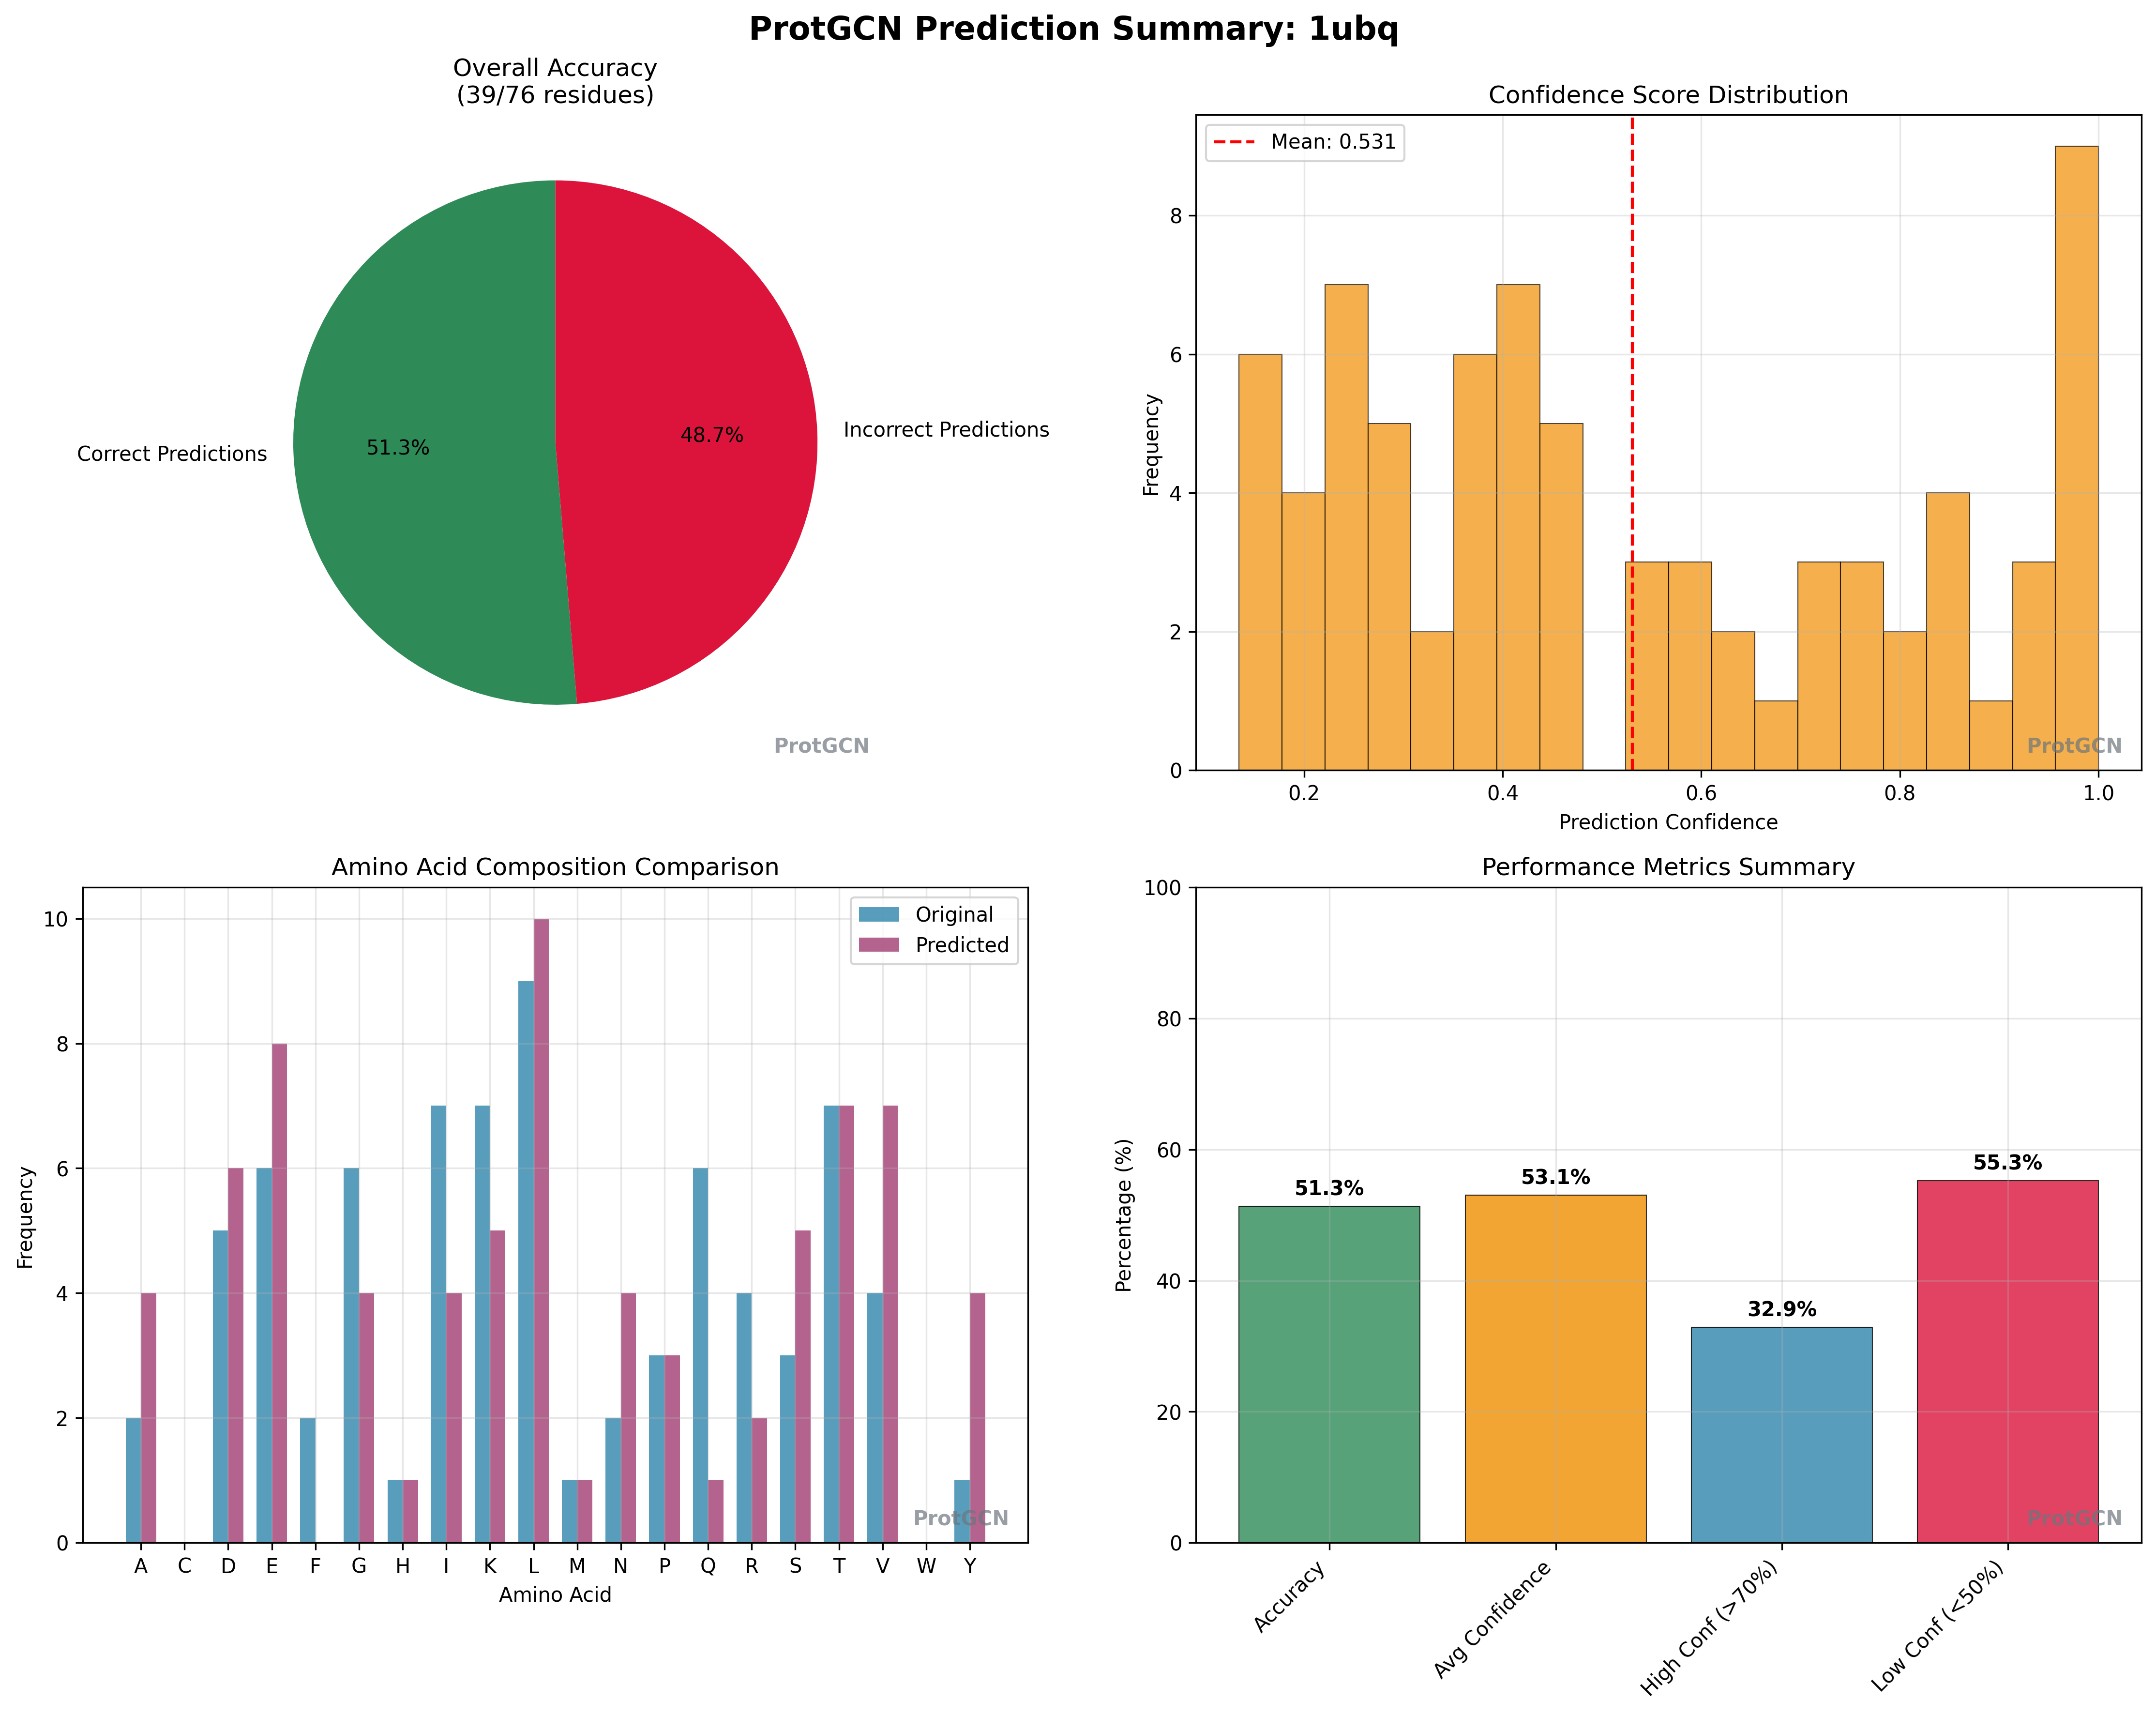 ProtGCN Prediction Summary: 1ubq
Overall Accuracy
(39/76 residues)
Correct Predictions
51.3%
48.7%
Incorrect Predictions
ProtGCN
Confidence Score Distribution
Mean: 0.531
Frequency
8
6
4
2
0
0.2 0.4 0.6 0.8 1.0
Prediction Confidence
ProtGCN
Amino Acid Composition Comparison
Original
Predicted
Frequency
10
8
6
4
2
0
A C D E F G H I K L M N P Q R S T V W Y
Amino Acid
ProtGCN
Performance Metrics Summary
Percentage (%)
100
80
60
40
20
0
51.3%
53.1%
32.9%
55.3%
Accuracy
Avg Confidence
High Conf (>70%)
Low Conf (<50%)
ProtGCN